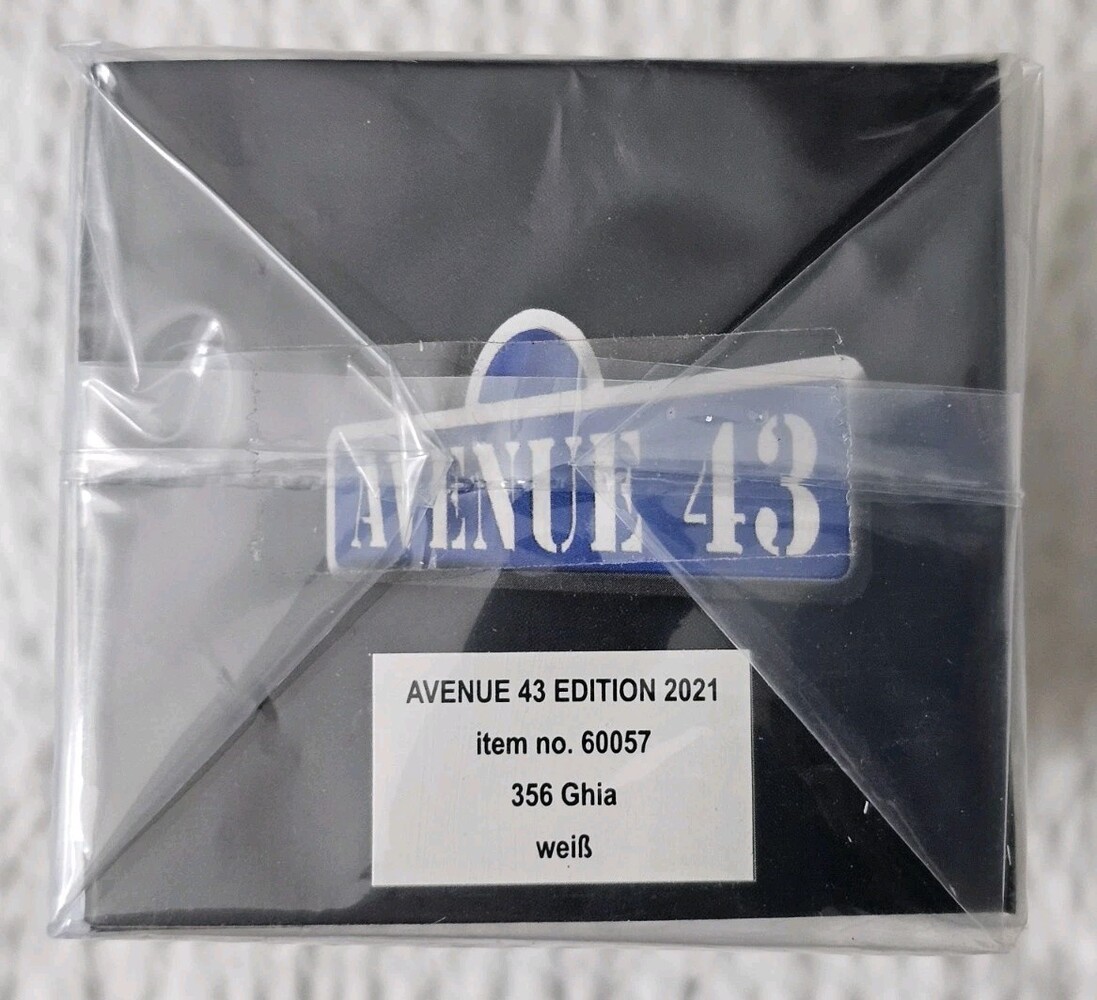 AVENUE 43
AVENUE 43 EDITION 2021
item no. 60057
356 Ghia
weiß